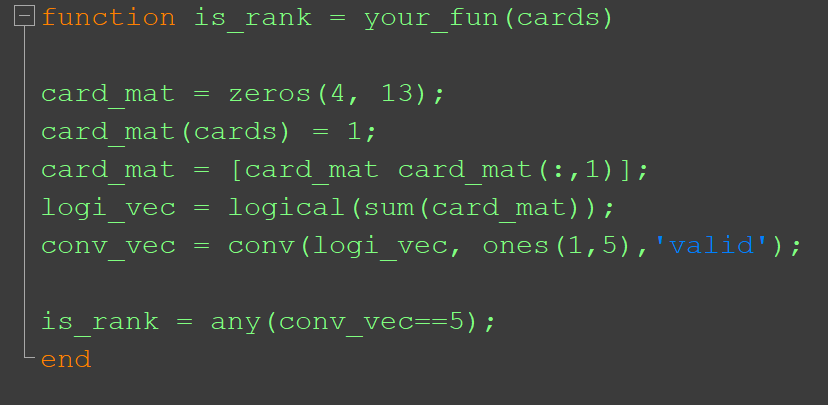 function is_rank = your_fun(cards)
card_mat = zeros(4, 13);
card_mat(cards) = 1;
card_mat = [card_mat card_mat(:,1)];
logi_vec = logical(sum(card_mat));
conv_vec = conv(logi_vec, ones(1,5),'valid');
is_rank = any(conv_vec==5);
end